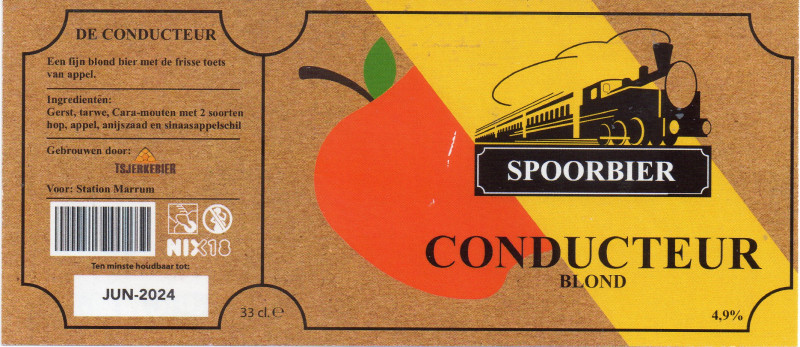 DE CONDUCTEUR
Een fijn blond bier met de frisse toets
van appel.
Ingredientén:
Gerst, tarwe, Cara-mouten met 2 soorten
hop, appel, anijszaad en sinaasappelschil
Gebrouwen door:
TSJERKEBIER
Voor: Station Marrum
NIX18
Ten minste houdbaar tot:
JUN-2024
33 cl. ℮
SPOORBIER
CONDUCTEUR
BLOND
4,9%